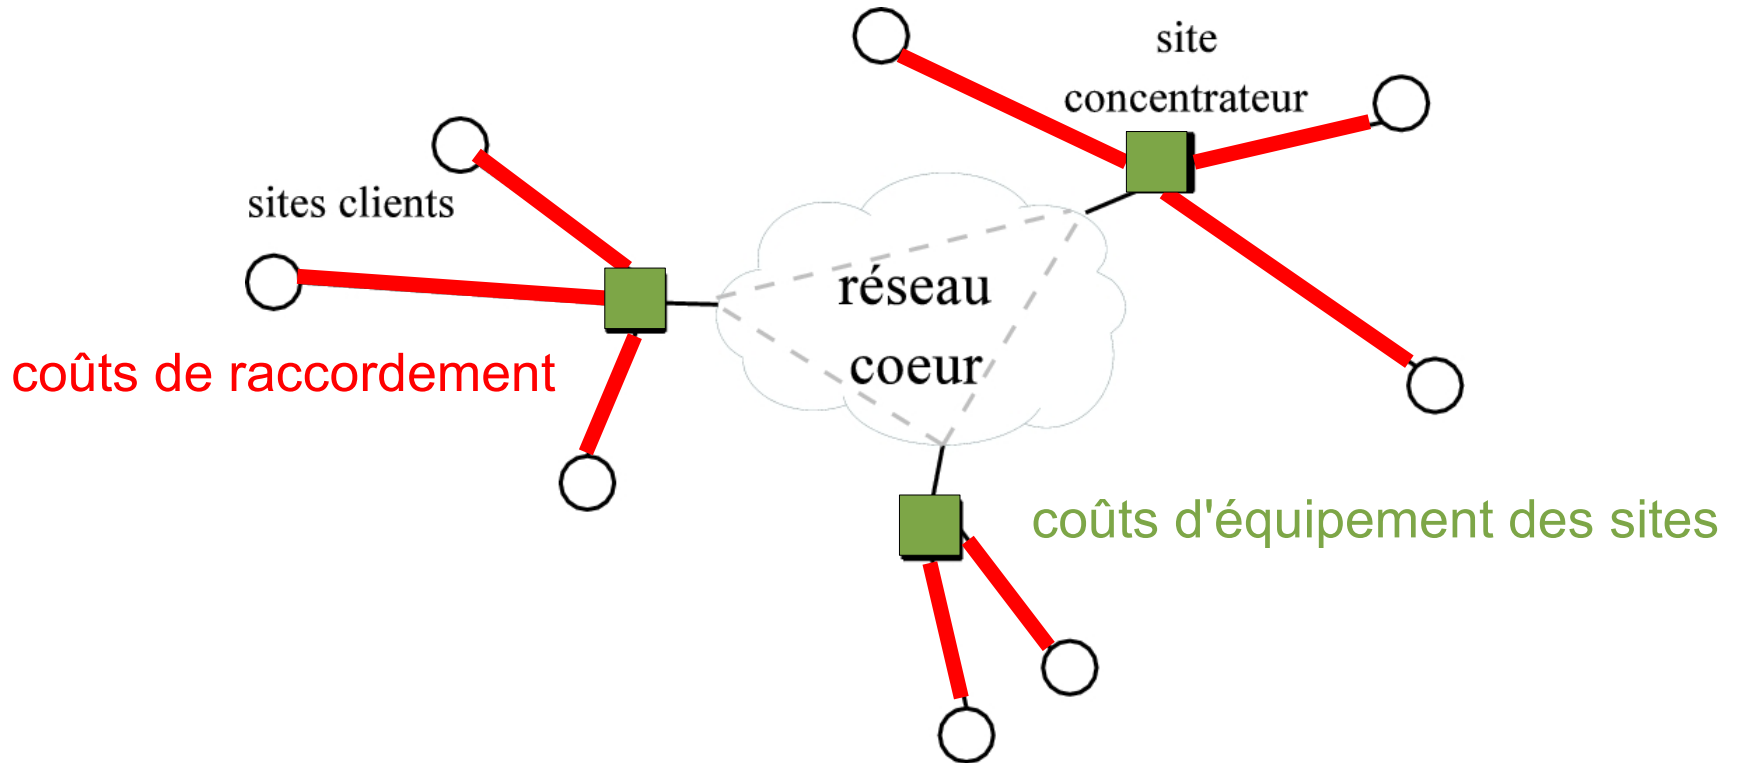 site
concentrateur
sites clients
réseau
coeur
coûts de raccordement
coûts d'équipement des sites